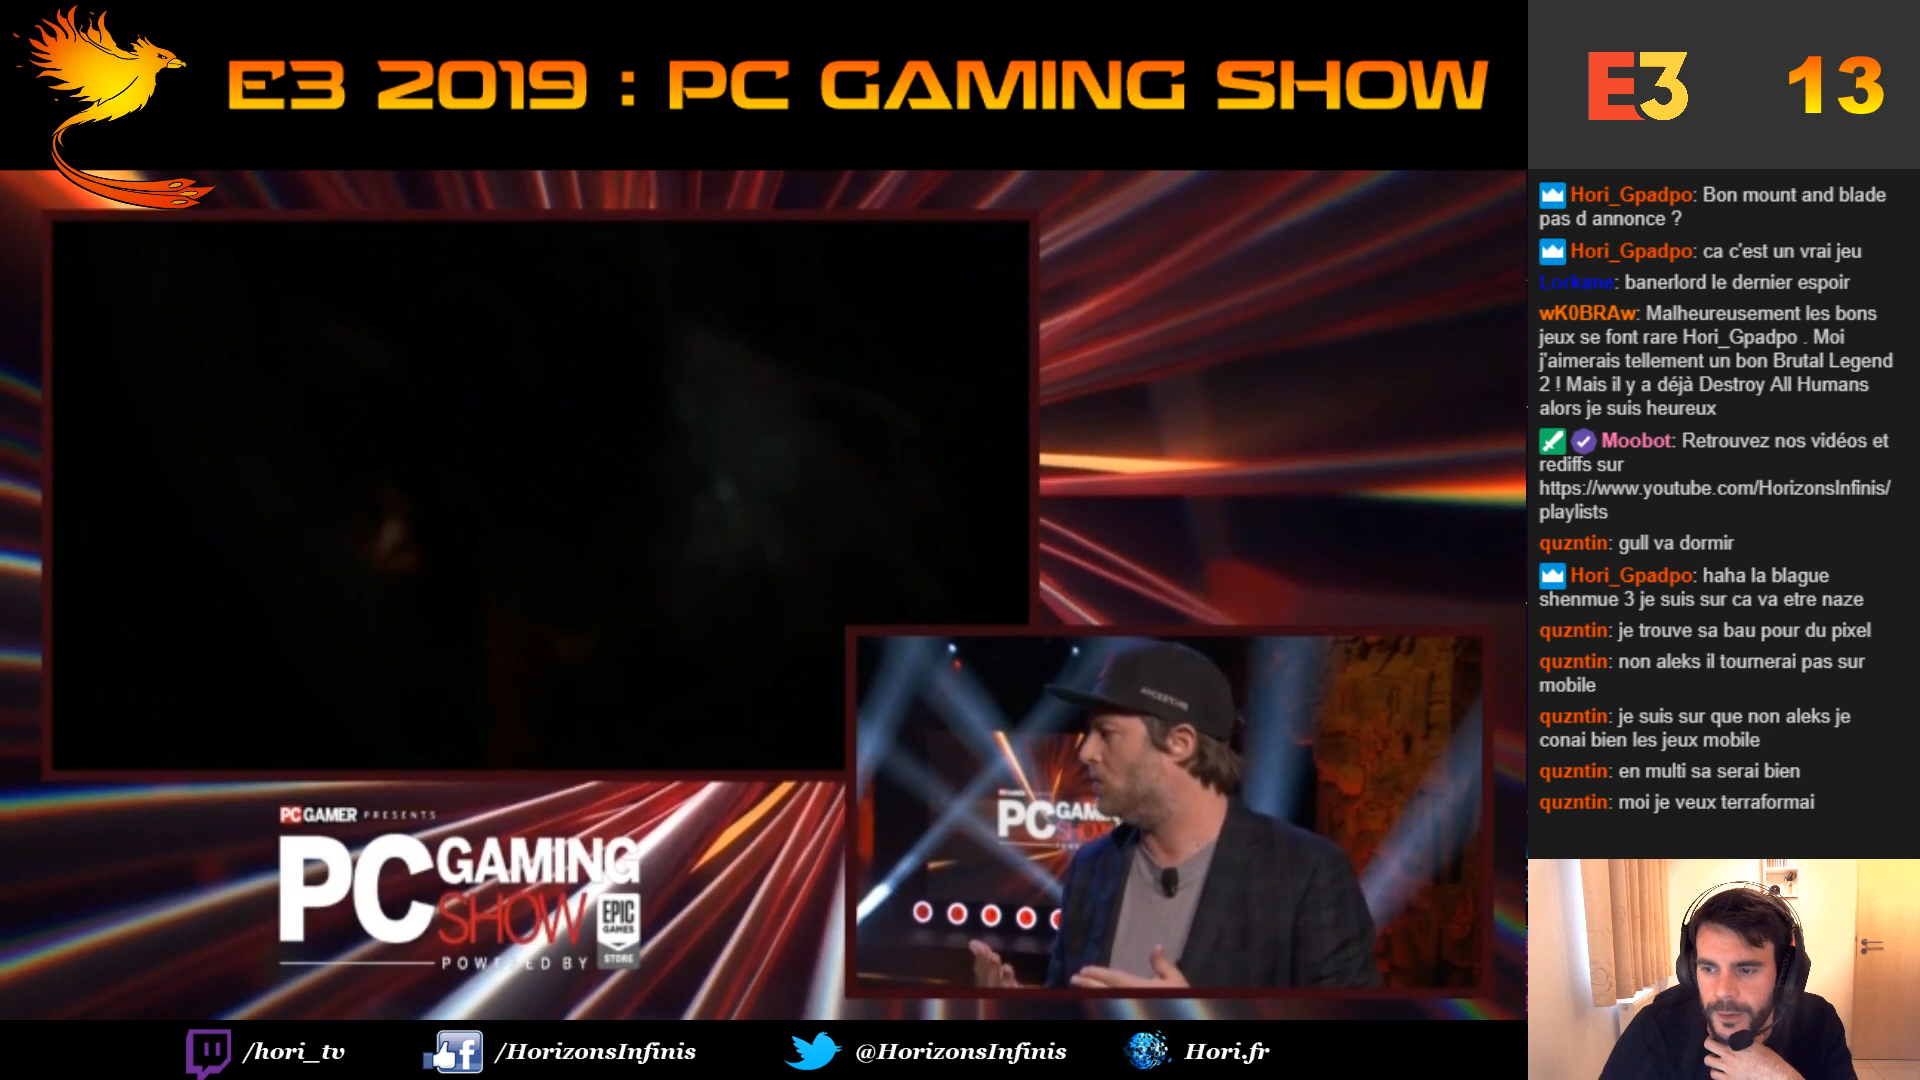 E3 2019 : PC GAMING SHOW
E3 13
Hori_Gpadpo: Bon mount and blade
pas d annonce ?
Hori_Gpadpo: ca c'est un vrai jeu
Lorkane: banerlord le dernier espoir
wK0BRAw: Malheureusement les bons
jeux se font rare Hori_Gpadpo . Moi
j'aimerais tellement un bon Brutal Legend
2 ! Mais il y a déjà Destroy All Humans
alors je suis heureux
Moobot: Retrouvez nos vidéos et
rediffs sur
https://www.youtube.com/HorizonsInfinis/
playlists
quzntin: gull va dormir
Hori_Gpadpo: haha la blague
shenmue 3 je suis sur ca va etre naze
quzntin: je trouve sa bau pour du pixel
quzntin: non aleks il tournerai pas sur
mobile
quzntin: je suis sur que non aleks je
conai bien les jeux mobile
quzntin: en multi sa serai bien
quzntin: moi je veux terraformai
ANCESTORS
PC GAM
SHOW
PC GAMER PRESENTS
PC GAMING
SHOW
EPIC
GAMES
STORE
POWERED BY
/hori_tv
/HorizonsInfinis
@HorizonsInfinis
Hori.fr